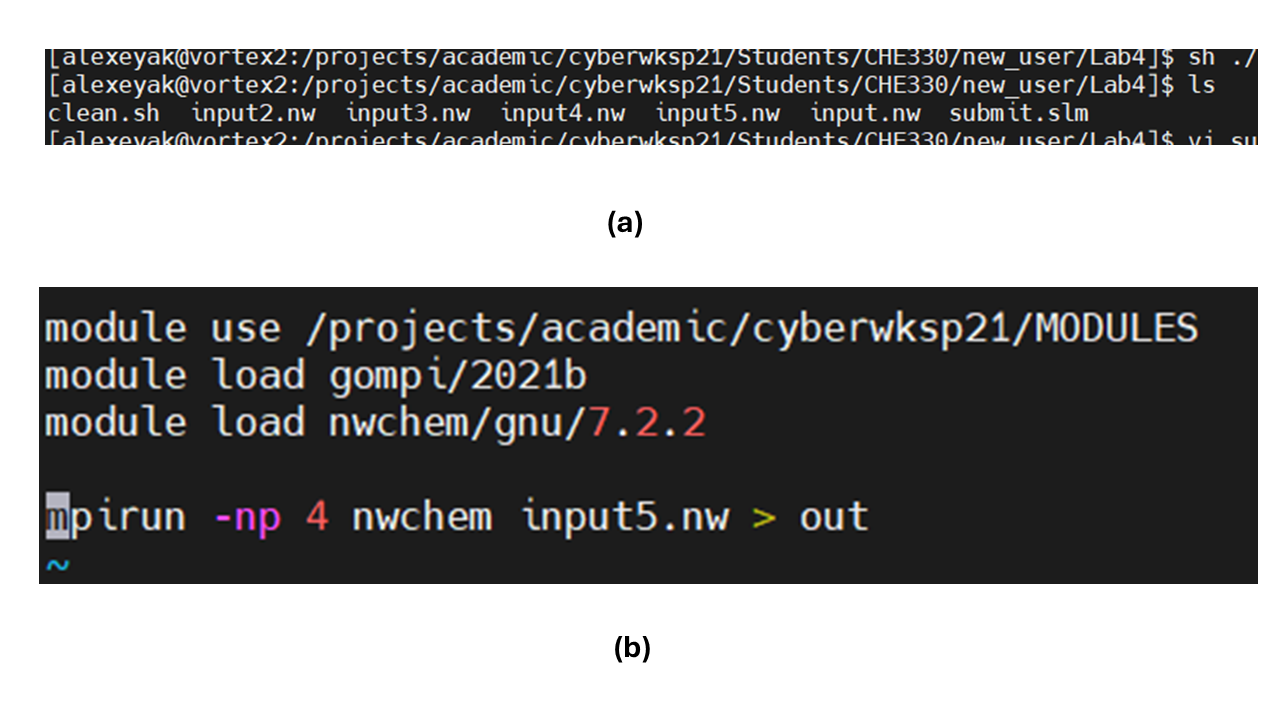 [alexeyak@vortex2:/projects/academic/cyberwksp21/Students/CHE330/new_user/Lab4]$ sh ./
[alexeyak@vortex2:/projects/academic/cyberwksp21/Students/CHE330/new_user/Lab4]$ ls
clean.sh input2.nw input3.nw input4.nw input5.nw input.nw submit.slm
[alexeyak@vortex2:/projects/academic/cyberwksp21/Students/CHE330/new_user/Lab4]$ vi su
(a)
module use /projects/academic/cyberwksp21/MODULES
module load gompi/2021b
module load nwchem/gnu/7.2.2
mpirun -np 4 nwchem input5.nw > out
~
(b)